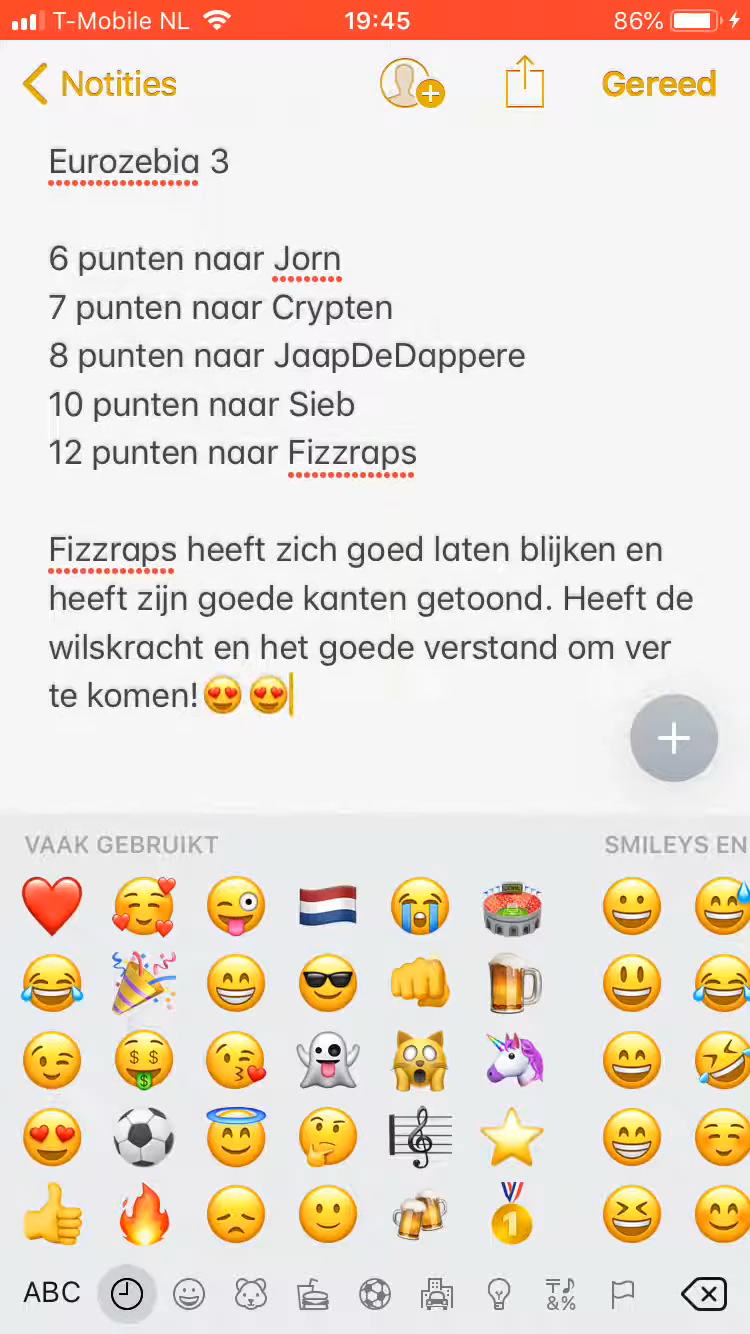 T-Mobile NL 19:45 86%
Notities Gereed
Eurozebia 3
6 punten naar Jorn
7 punten naar Crypten
8 punten naar JaapDeDappere
10 punten naar Sieb
12 punten naar Fizzraps
Fizzraps heeft zich goed laten blijken en
heeft zijn goede kanten getoond. Heeft de
wilskracht en het goede verstand om ver
te komen!😍😍
VAAK GEBRUIKT SMILEYS EN
ABC